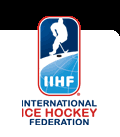 IIHF
INTERNATIONAL
ICE HOCKEY
FEDERATION